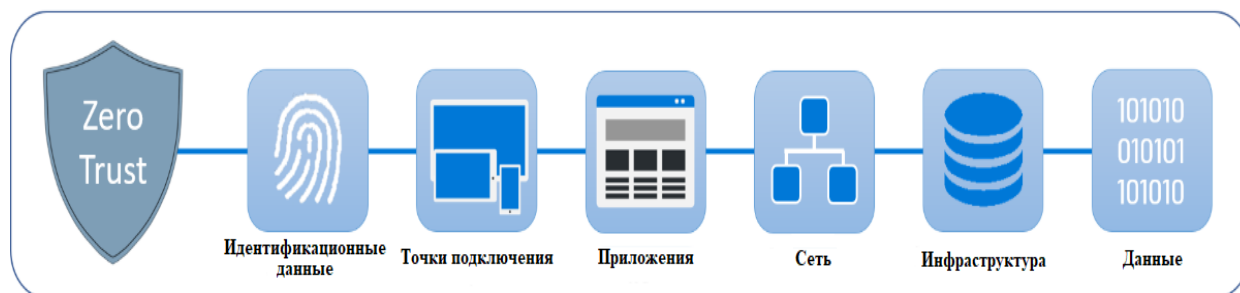 Zero
Trust
101010
010101
101010
Идентификационные
данные
Точки подключения
Приложения
Сеть
Инфраструктура
Данные